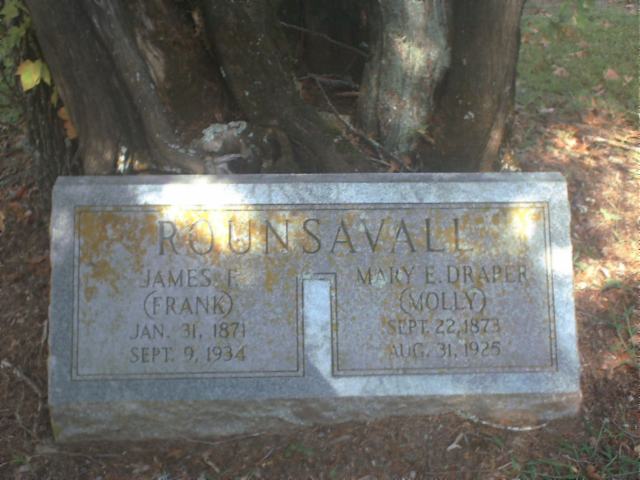 ROUNSAVALL
JAMES F.
(FRANK)
JAN. 31, 1871
SEPT. 9, 1934
MARY E. DRAPER
(MOLLY)
SEPT. 22, 1873
AUG. 31, 1925